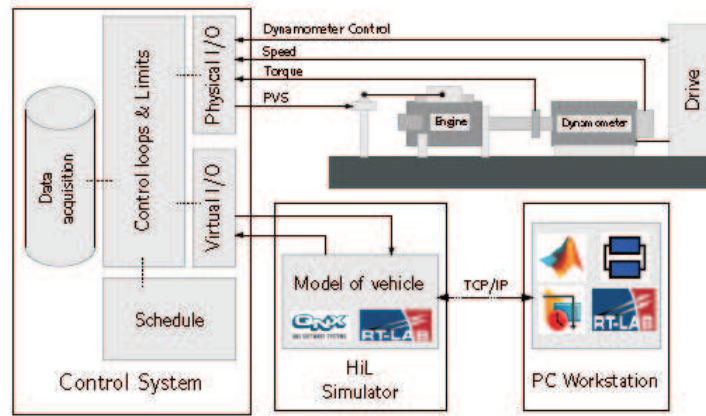 Data
acquisition
Control loops & Limits
Physical I/O
Virtual I/O
Schedule
Control System
Dynamometer Control
Speed
Torque
PVS
Engine
Dynamometer
Drive
Model of vehicle
QNX
RT-LAB
HiL
Simulator
TCP/IP
RT-LAB
PC Workstation